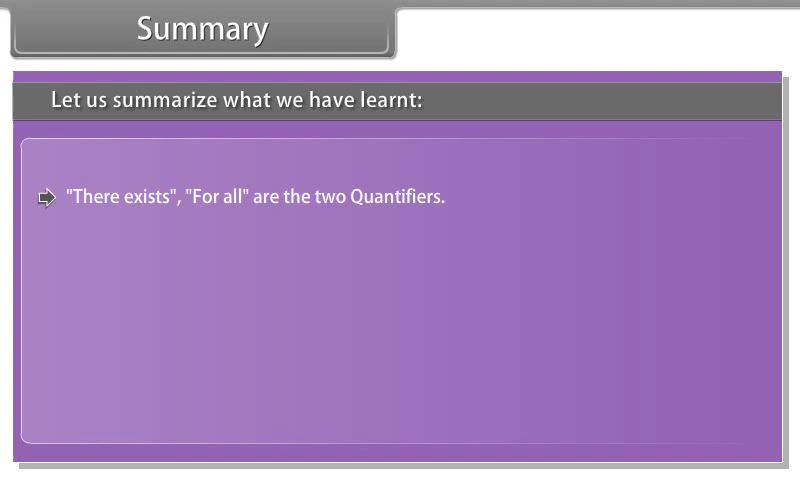 Summary
Let us summarize what we have learnt:
"There exists", "For all" are the two Quantifiers.